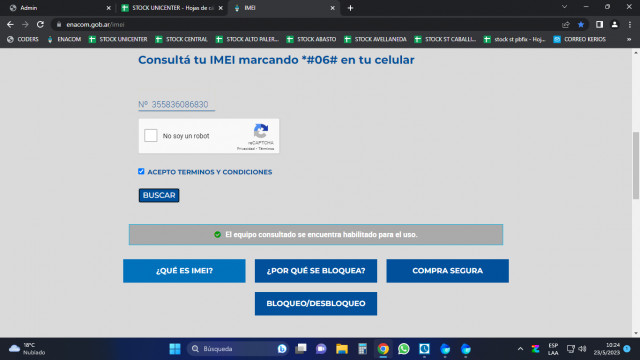 Admin
STOCK UNICENTER - Hojas de cá
IMEI
enacom.gob.ar/imei
CODERS
ENACOM
STOCK UNICENTER
STOCK CENTRAL
STOCK ALTO PALER...
STOCK ABASTO
STOCK AVELLANEDA
STOCK ST CABALLI...
stock st pbfix - Hoj...
CORREO KERIOS
Consultá tu IMEI marcando *#06# en tu celular
Nº 355836086830
No soy un robot
reCAPTCHA
Privacidad - Términos
ACEPTO TERMINOS Y CONDICIONES
BUSCAR
El equipo consultado se encuentra habilitado para el uso.
¿QUÉ ES IMEI?
¿POR QUÉ SE BLOQUEA?
COMPRA SEGURA
BLOQUEO/DESBLOQUEO
18°C
Nublado
Búsqueda
ESP
LAA
10:24
23/5/2023